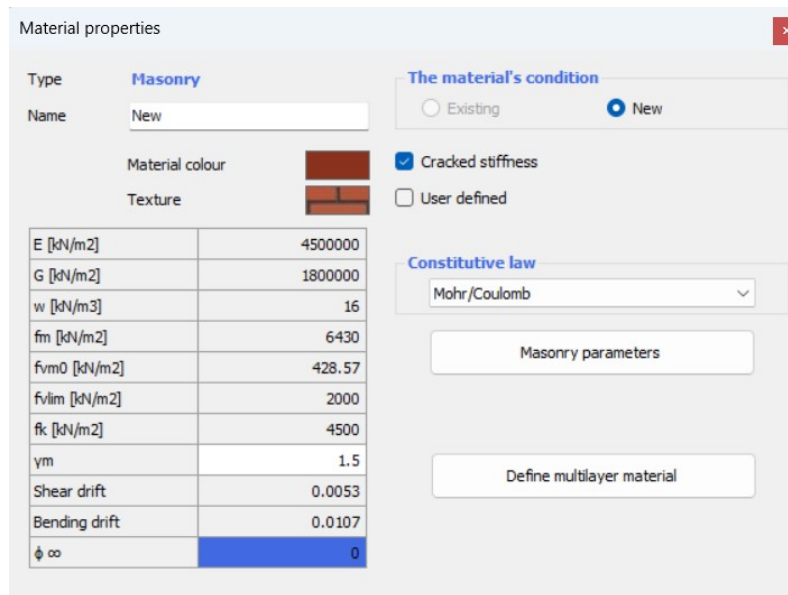 Material properties
Type Masonry
Name New
Material colour
Texture
E [kN/m2] 4500000
G [kN/m2] 1800000
w [kN/m3] 16
fm [kN/m2] 6430
fvm0 [kN/m2] 428.57
fvlim [kN/m2] 2000
fk [kN/m2] 4500
γm 1.5
Shear drift 0.0053
Bending drift 0.0107
ϕ ∞ 0
The material's condition
Existing New
Cracked stiffness
User defined
Constitutive law
Mohr/Coulomb
Masonry parameters
Define multilayer material